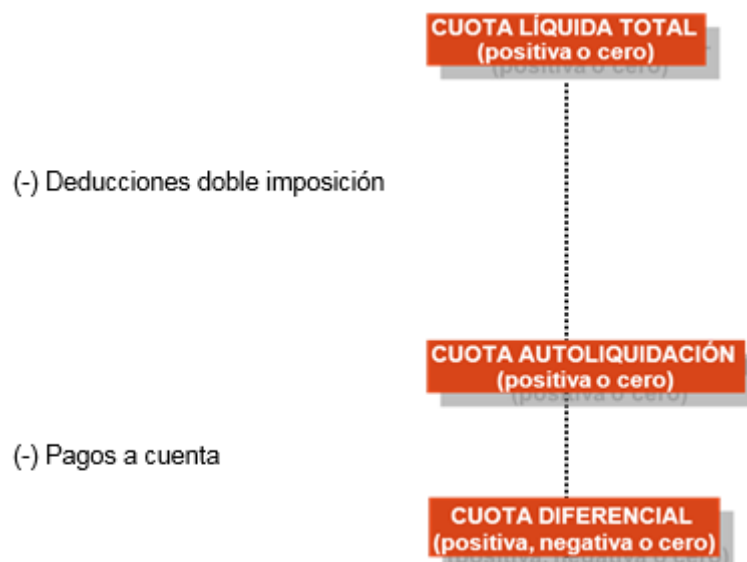 CUOTA LÍQUIDA TOTAL
(positiva o cero)
(-) Deducciones doble imposición
CUOTA AUTOLIQUIDACIÓN
(positiva o cero)
(-) Pagos a cuenta
CUOTA DIFERENCIAL
(positiva, negativa o cero)